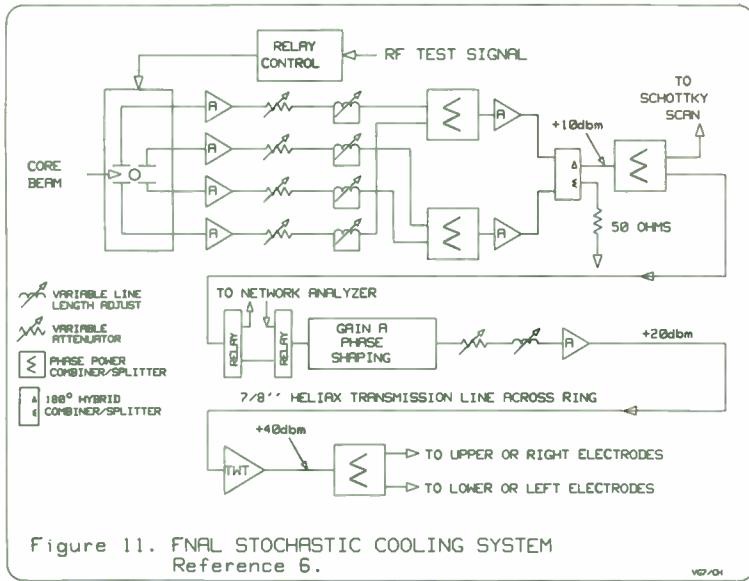 RELAY
CONTROL
RF TEST SIGNAL
TO
SCHOTTKY
SCAN
+10dbm
A
A
A
A
A
A
CORE
BEAM
Δ
Σ
50 OHMS
VARIABLE LINE
LENGTH ADJUST
VARIABLE
ATTENUATOR
PHASE POWER
COMBINER/SPLITTER
180° HYBRID
COMBINER/SPLITTER
TO NETWORK ANALYZER
RELAY
RELAY
GAIN A
PHASE
SHAPING
A
+20dbm
7/8'' HELIAX TRANSMISSION LINE ACROSS RING
+40dbm
TWT
TO UPPER OR RIGHT ELECTRODES
TO LOWER OR LEFT ELECTRODES
Figure 11. FNAL STOCHASTIC COOLING SYSTEM
Reference 6.